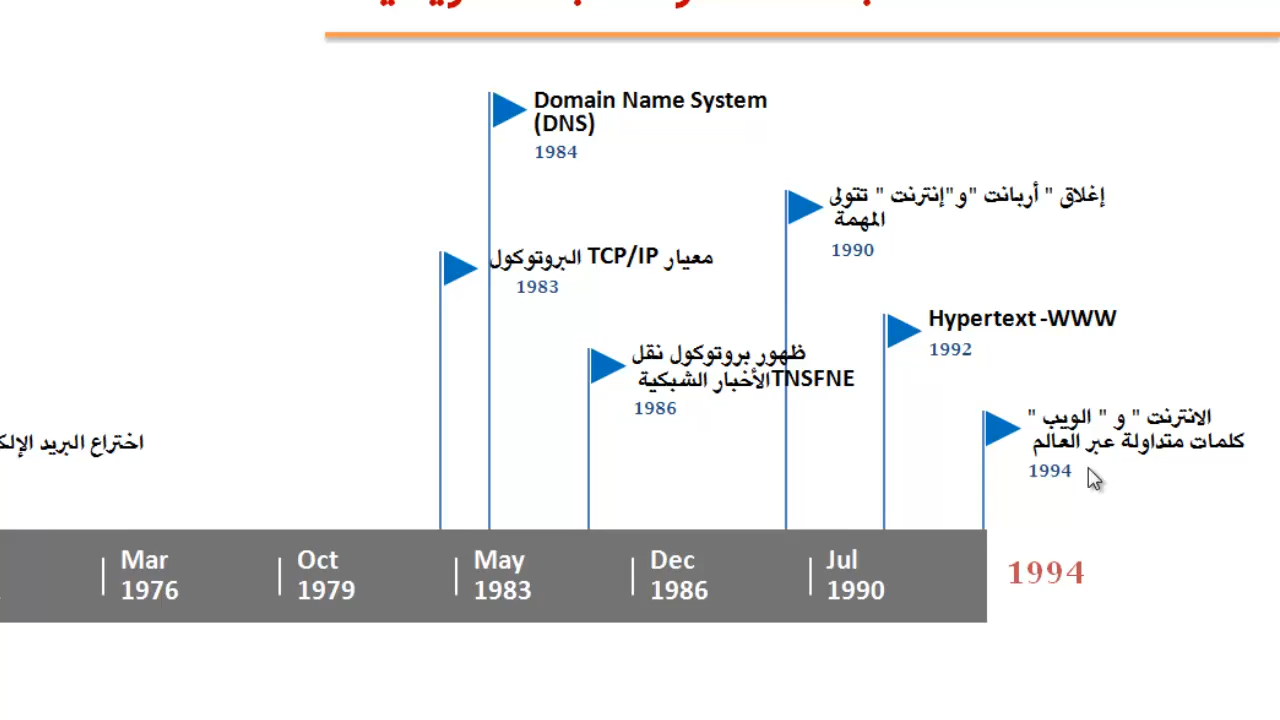 Domain Name System
(DNS)
1984
إغلاق " أربانت "و"إنترنت " تتولى
المهمة
1990
معيار TCP/IP البروتوكول
1983
Hypertext -WWW
1992
ظهور بروتوكول نقل
الأخبار الشبكية TNSFNE
1986
" الانترنت " و " الويب
كلمات متداولة عبر العالم
1994
اختراع البريد
Mar
1976
Oct
1979
May
1983
Dec
1986
Jul
1990
1994